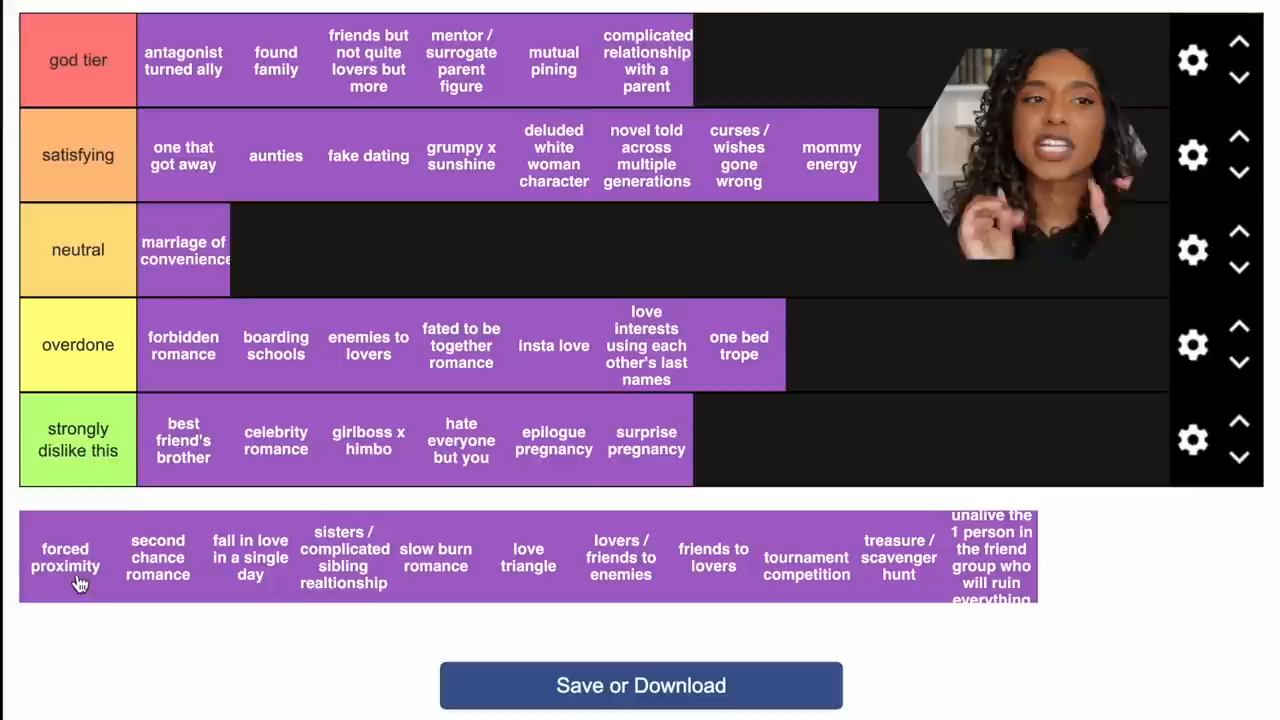 god tier
antagonist
turned ally
found
family
friends but
not quite
lovers but
more
mentor /
surrogate
parent
figure
mutual
pining
complicated
relationship
with a
parent
satisfying
one that
got away
aunties
fake dating
grumpy x
sunshine
deluded
white
woman
character
novel told
across
multiple
generations
curses /
wishes
gone
wrong
mommy
energy
neutral
marriage of
convenience
overdone
forbidden
romance
boarding
schools
enemies to
lovers
fated to be
together
romance
insta love
love
interests
using each
other's last
names
one bed
trope
strongly
dislike this
best
friend's
brother
celebrity
romance
girlboss x
himbo
hate
everyone
but you
epilogue
pregnancy
surprise
pregnancy
forced
proximity
second
chance
romance
fall in love
in a single
day
sisters /
complicated
sibling
realtionship
slow burn
romance
love
triangle
lovers /
friends to
enemies
friends to
lovers
tournament
competition
treasure /
scavenger
hunt
unalive the
1 person in
the friend
group who
will ruin
everything
Save or Download